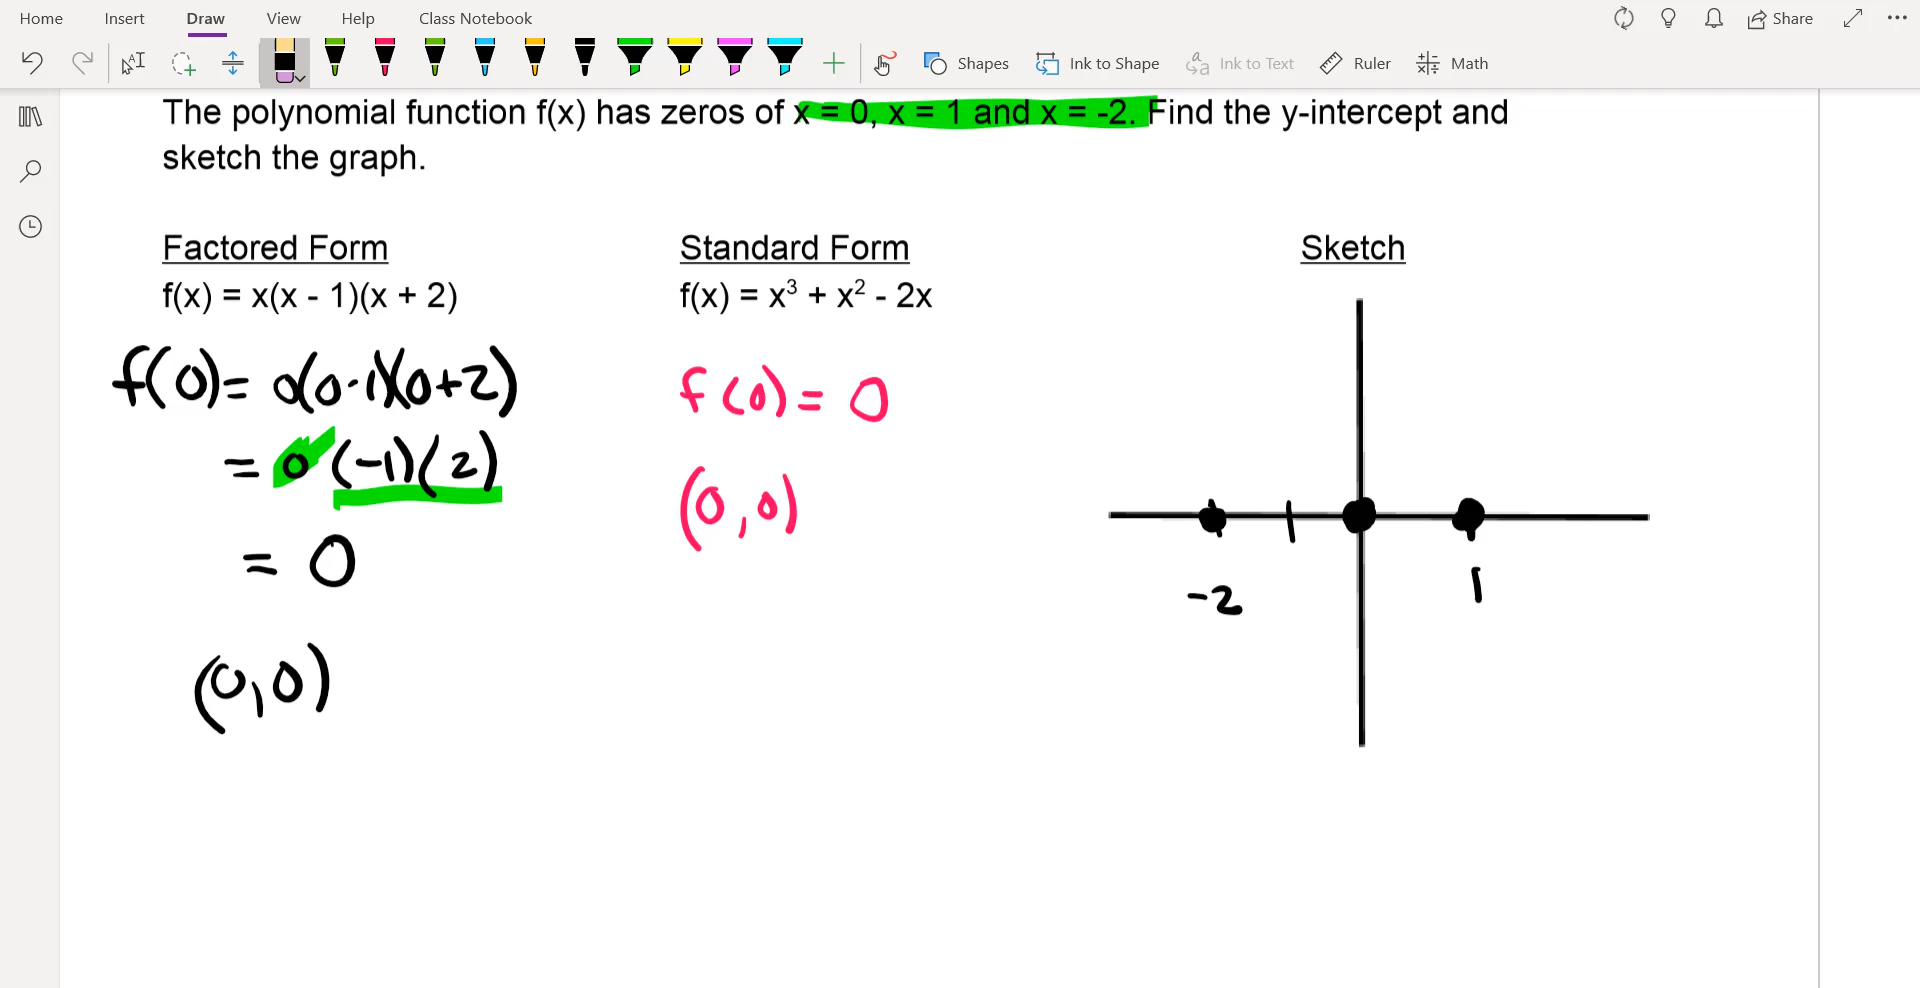 Home Insert Draw View Help Class Notebook Share
Shapes Ink to Shape Ink to Text Ruler Math
The polynomial function f(x) has zeros of x = 0, x = 1 and x = -2. Find the y-intercept and
sketch the graph.
Factored Form
f(x) = x(x - 1)(x + 2)
f(0) = 0(0-1)(0+2)
= 0 (-1)(2)
= 0
(0,0)
Standard Form
f(x) = x³ + x² - 2x
f(0) = 0
(0,0)
Sketch
-2 1